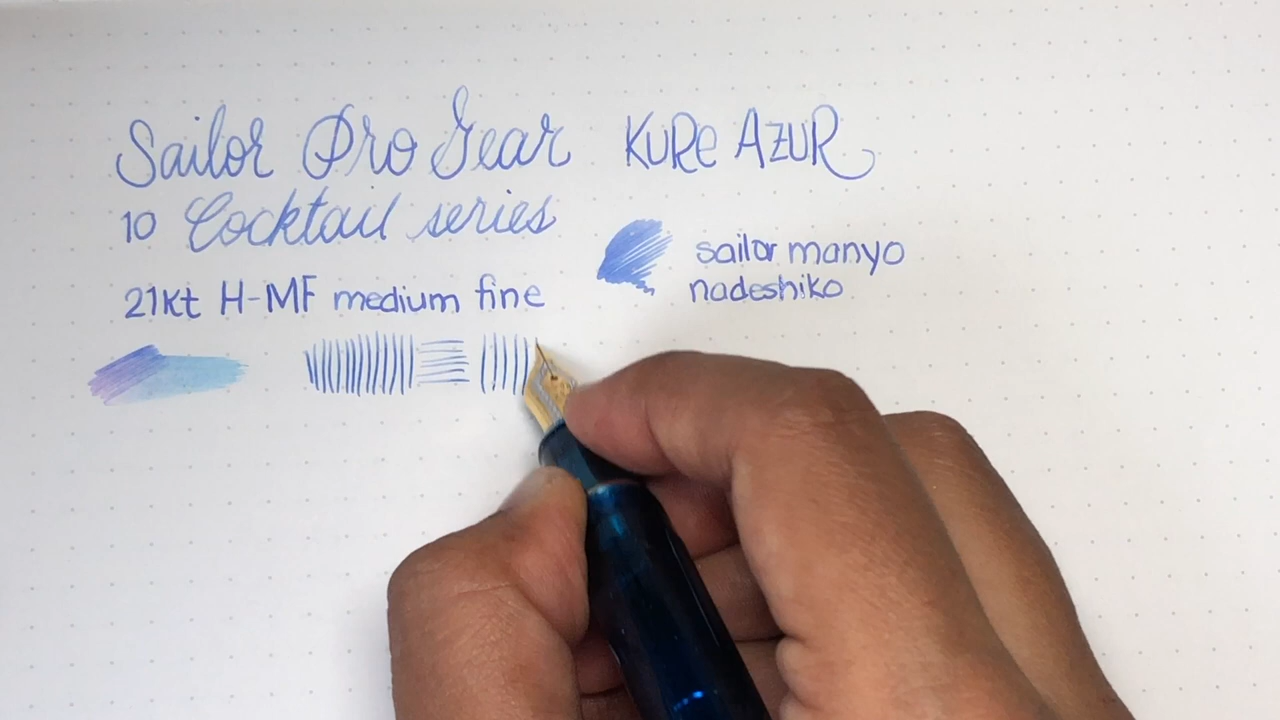 Sailor Pro Gear KURe AZUR
10 Cocktail series
sailor manyo
nadeshiko
21Kt H-MF medium fine